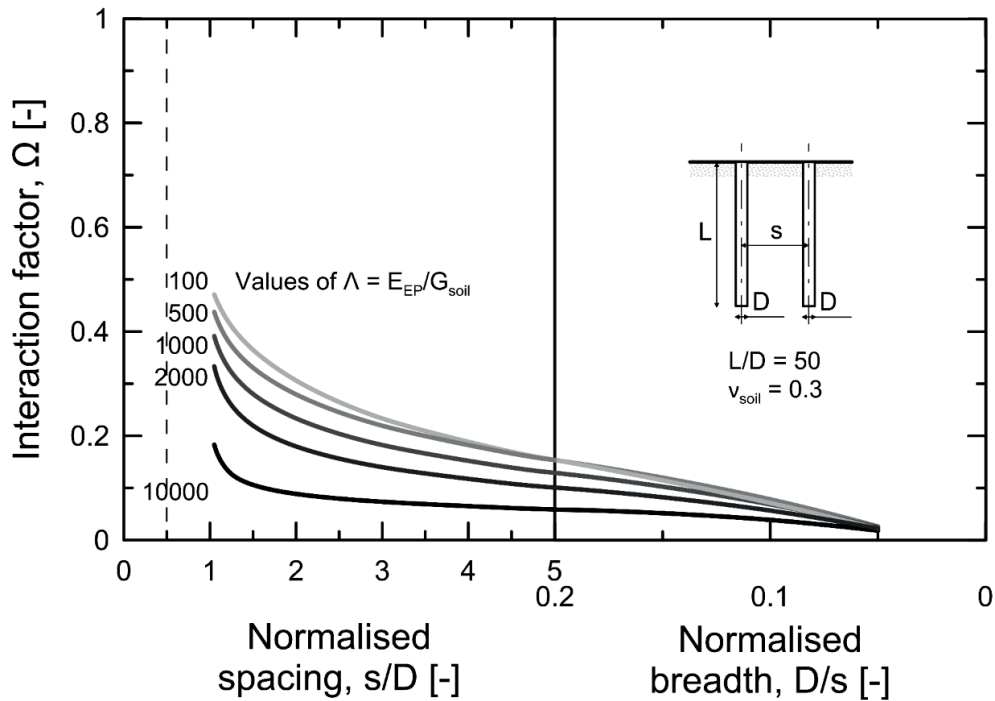 Interaction factor, Ω [-]
1
0.8
0.6
0.4
0.2
0
100
500
1000
2000
10000
Values of Λ = E_EP/G_soil
L
s
D
D
L/D = 50
ν_soil = 0.3
0
1
2
3
4
5
0.2
0.1
0
Normalised
spacing, s/D [-]
Normalised
breadth, D/s [-]